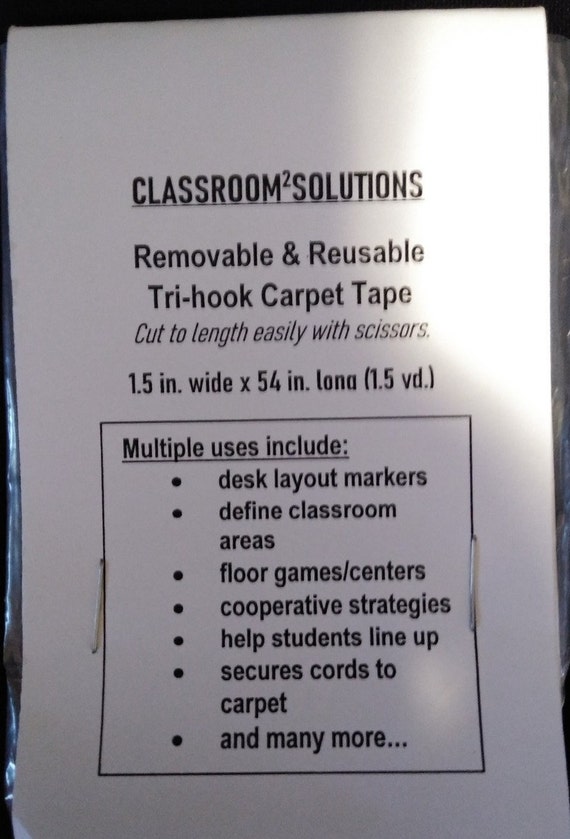 CLASSROOM²SOLUTIONS
Removable & Reusable
Tri-hook Carpet Tape
Cut to length easily with scissors.
1.5 in. wide x 54 in. long (1.5 yd.)
Multiple uses include:
• desk layout markers
• define classroom
areas
• floor games/centers
• cooperative strategies
• help students line up
• secures cords to
carpet
• and many more...